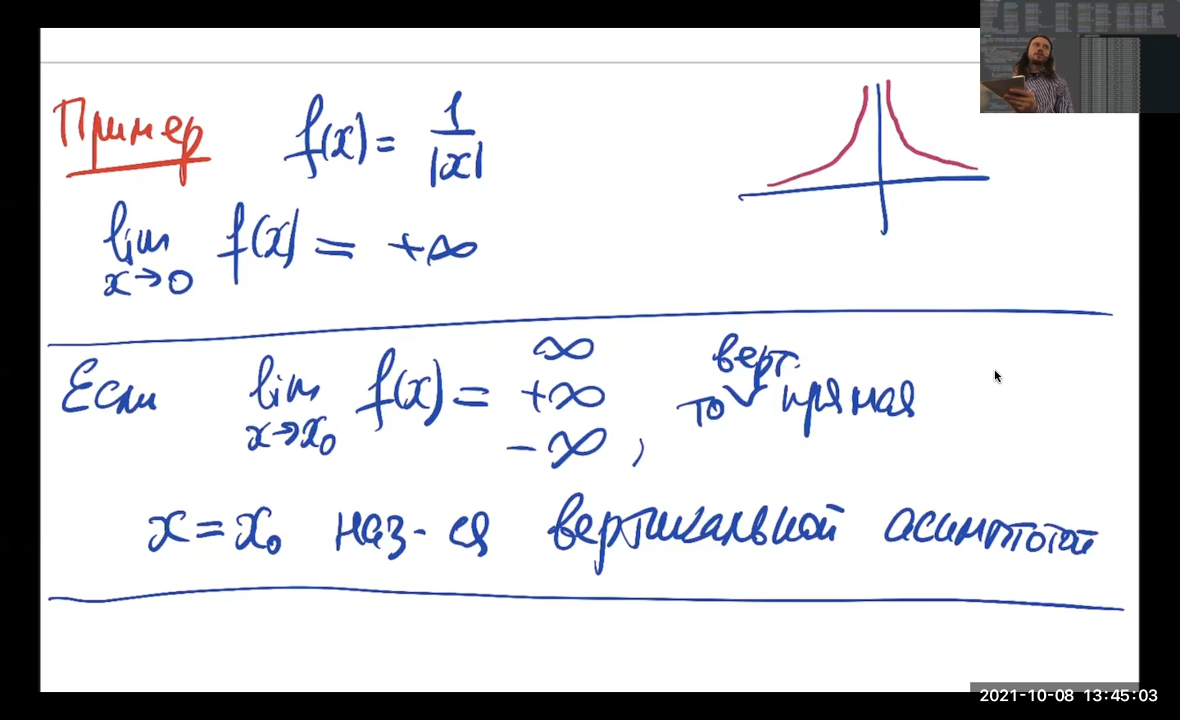 Пример f(x) = 1/|x|
lim f(x) = +∞
x→0
∞
Если lim f(x) = +∞ то верт. прямая
x→x₀
-∞ ,
x = x₀ наз-ся вертикальной асимптотой
2021-10-08 13:45:03